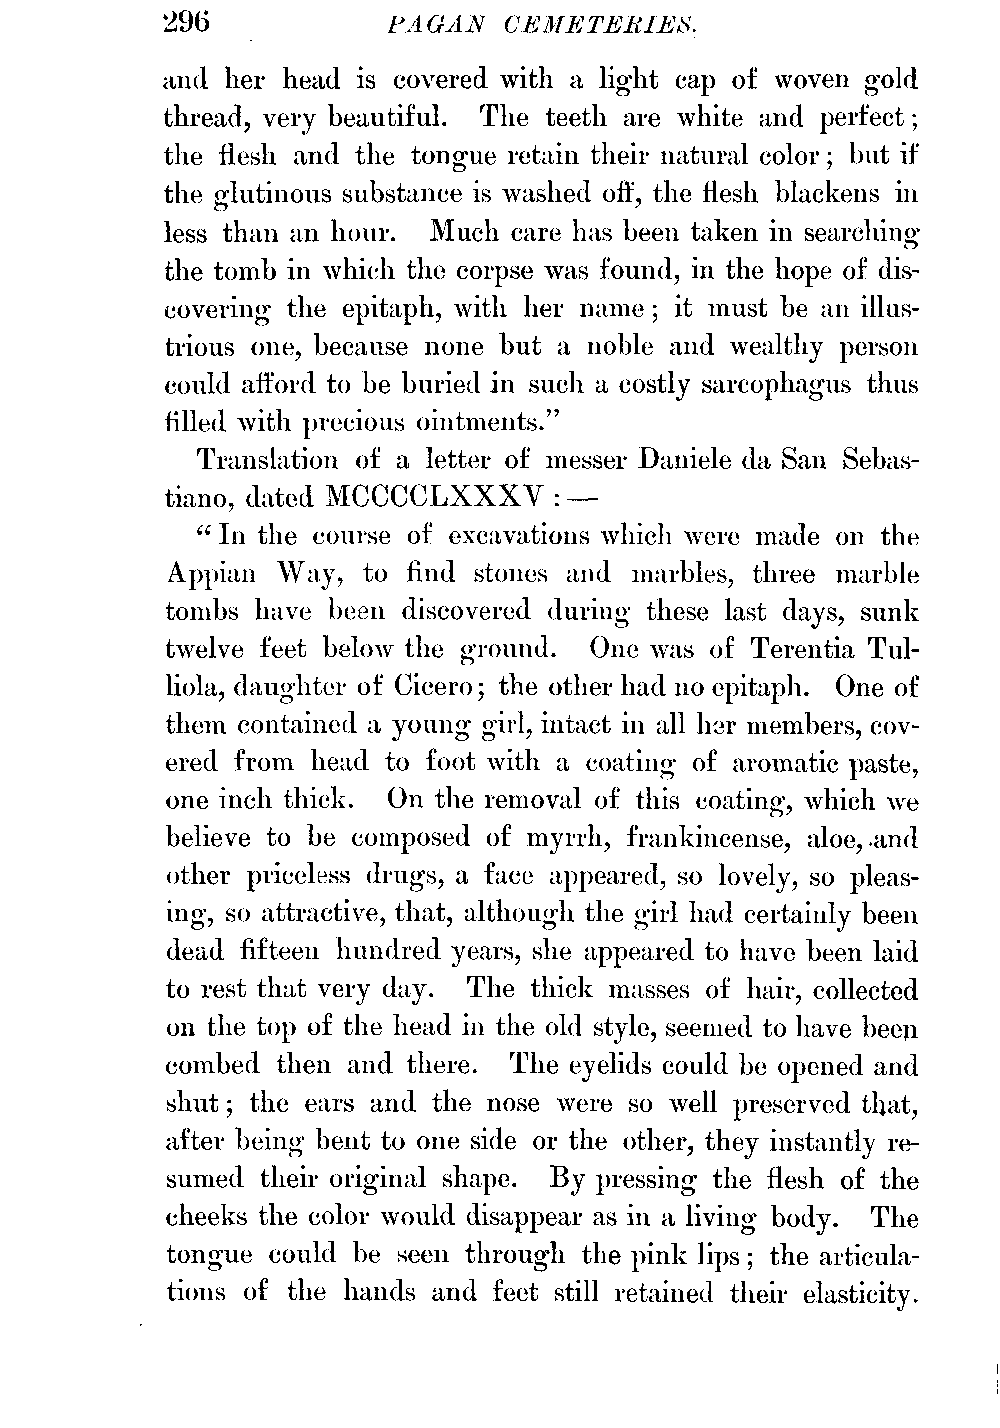 296 PAGAN CEMETERIES.
and her head is covered with a light cap of woven gold
thread, very beautiful. The teeth are white and perfect;
the flesh and the tongue retain their natural color; but if
the glutinous substance is washed off, the flesh blackens in
less than an hour. Much care has been taken in searching
the tomb in which the corpse was found, in the hope of dis-
covering the epitaph, with her name; it must be an illus-
trious one, because none but a noble and wealthy person
could afford to be buried in such a costly sarcophagus thus
filled with precious ointments.”
Translation of a letter of messer Daniele da San Sebas-
tiano, dated MCCCCLXXXV :—
“In the course of excavations which were made on the
Appian Way, to find stones and marbles, three marble
tombs have been discovered during these last days, sunk
twelve feet below the ground. One was of Terentia Tul-
liola, daughter of Cicero; the other had no epitaph. One of
them contained a young girl, intact in all her members, cov-
ered from head to foot with a coating of aromatic paste,
one inch thick. On the removal of this coating, which we
believe to be composed of myrrh, frankincense, aloe, and
other priceless drugs, a face appeared, so lovely, so pleas-
ing, so attractive, that, although the girl had certainly been
dead fifteen hundred years, she appeared to have been laid
to rest that very day. The thick masses of hair, collected
on the top of the head in the old style, seemed to have been
combed then and there. The eyelids could be opened and
shut; the ears and the nose were so well preserved that,
after being bent to one side or the other, they instantly re-
sumed their original shape. By pressing the flesh of the
cheeks the color would disappear as in a living body. The
tongue could be seen through the pink lips; the articula-
tions of the hands and feet still retained their elasticity.